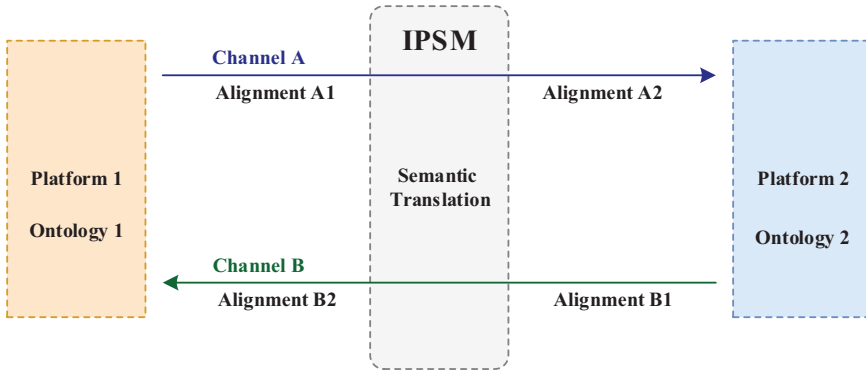 IPSM
Channel A
Alignment A1
Alignment A2
Platform 1
Ontology 1
Semantic
Translation
Platform 2
Ontology 2
Channel B
Alignment B2
Alignment B1